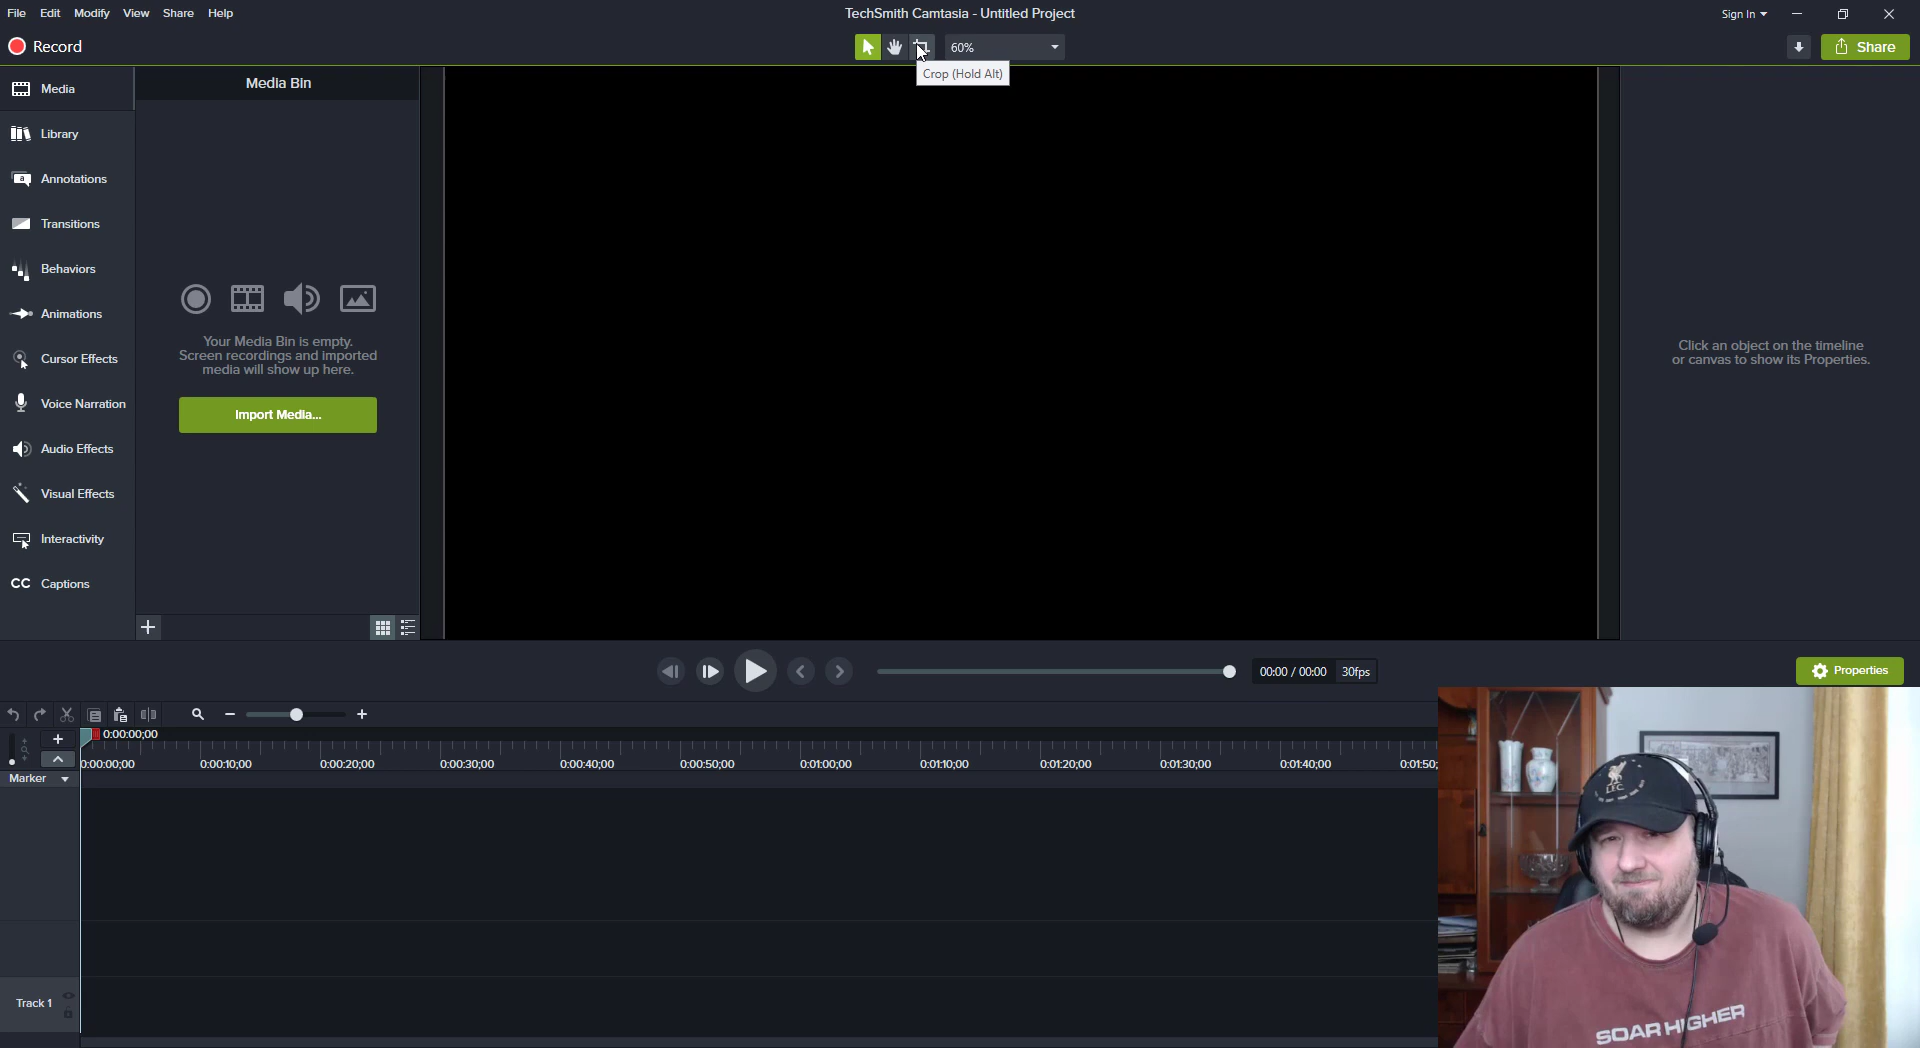 File Edit Modify View Share Help
TechSmith Camtasia - Untitled Project
Sign In
Record
60%
Share
Crop (Hold Alt)
Media
Media Bin
Library
Annotations
Transitions
Behaviors
Animations
Cursor Effects
Voice Narration
Audio Effects
Visual Effects
Interactivity
CC Captions
Your Media Bin is empty.
Screen recordings and imported
media will show up here.
Import Media...
Click an object on the timeline
or canvas to show its Properties.
00:00 / 00:00 30fps
Properties
0:00:00;00
0:00:00;00 0:00:10;00 0:00:20;00 0:00:30;00 0:00:40;00 0:00:50;00 0:01:00;00 0:01:10;00 0:01:20;00 0:01:30;00 0:01:40;00 0:01:50;
Marker
Track 1
L.F.C.
SOAR HIGHER